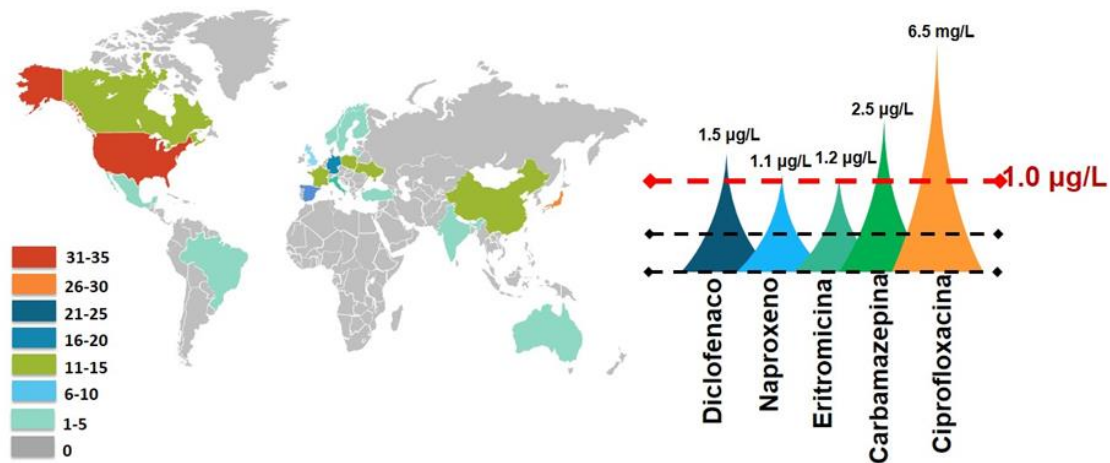 31-35
26-30
21-25
16-20
11-15
6-10
1-5
0
1.5 µg/L
1.1 µg/L
1.2 µg/L
2.5 µg/L
6.5 mg/L
1.0 µg/L
Diclofenaco
Naproxeno
Eritromicina
Carbamazepina
Ciprofloxacina